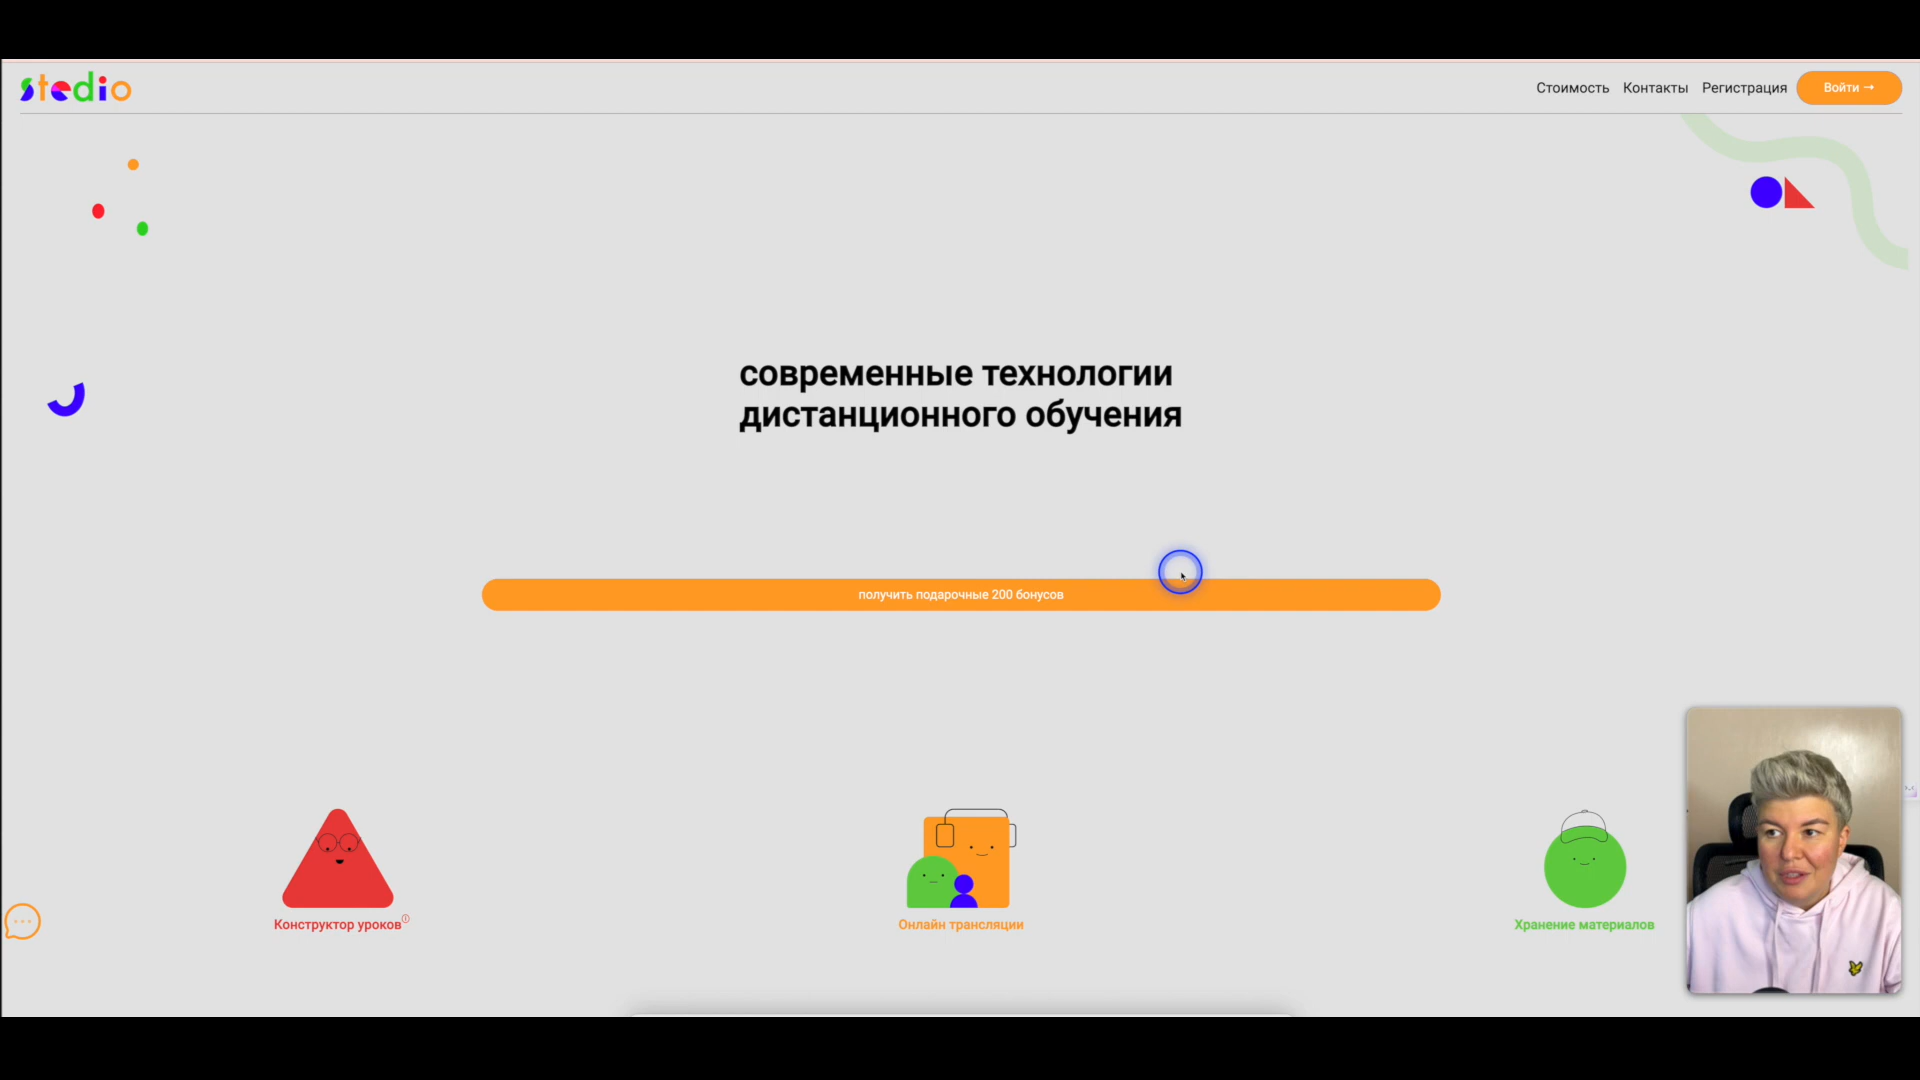 stedio
Стоимость Контакты Регистрация Войти →
современные технологии
дистанционного обучения
получить подарочные 200 бонусов
Конструктор уроков
Онлайн трансляции
Хранение материалов